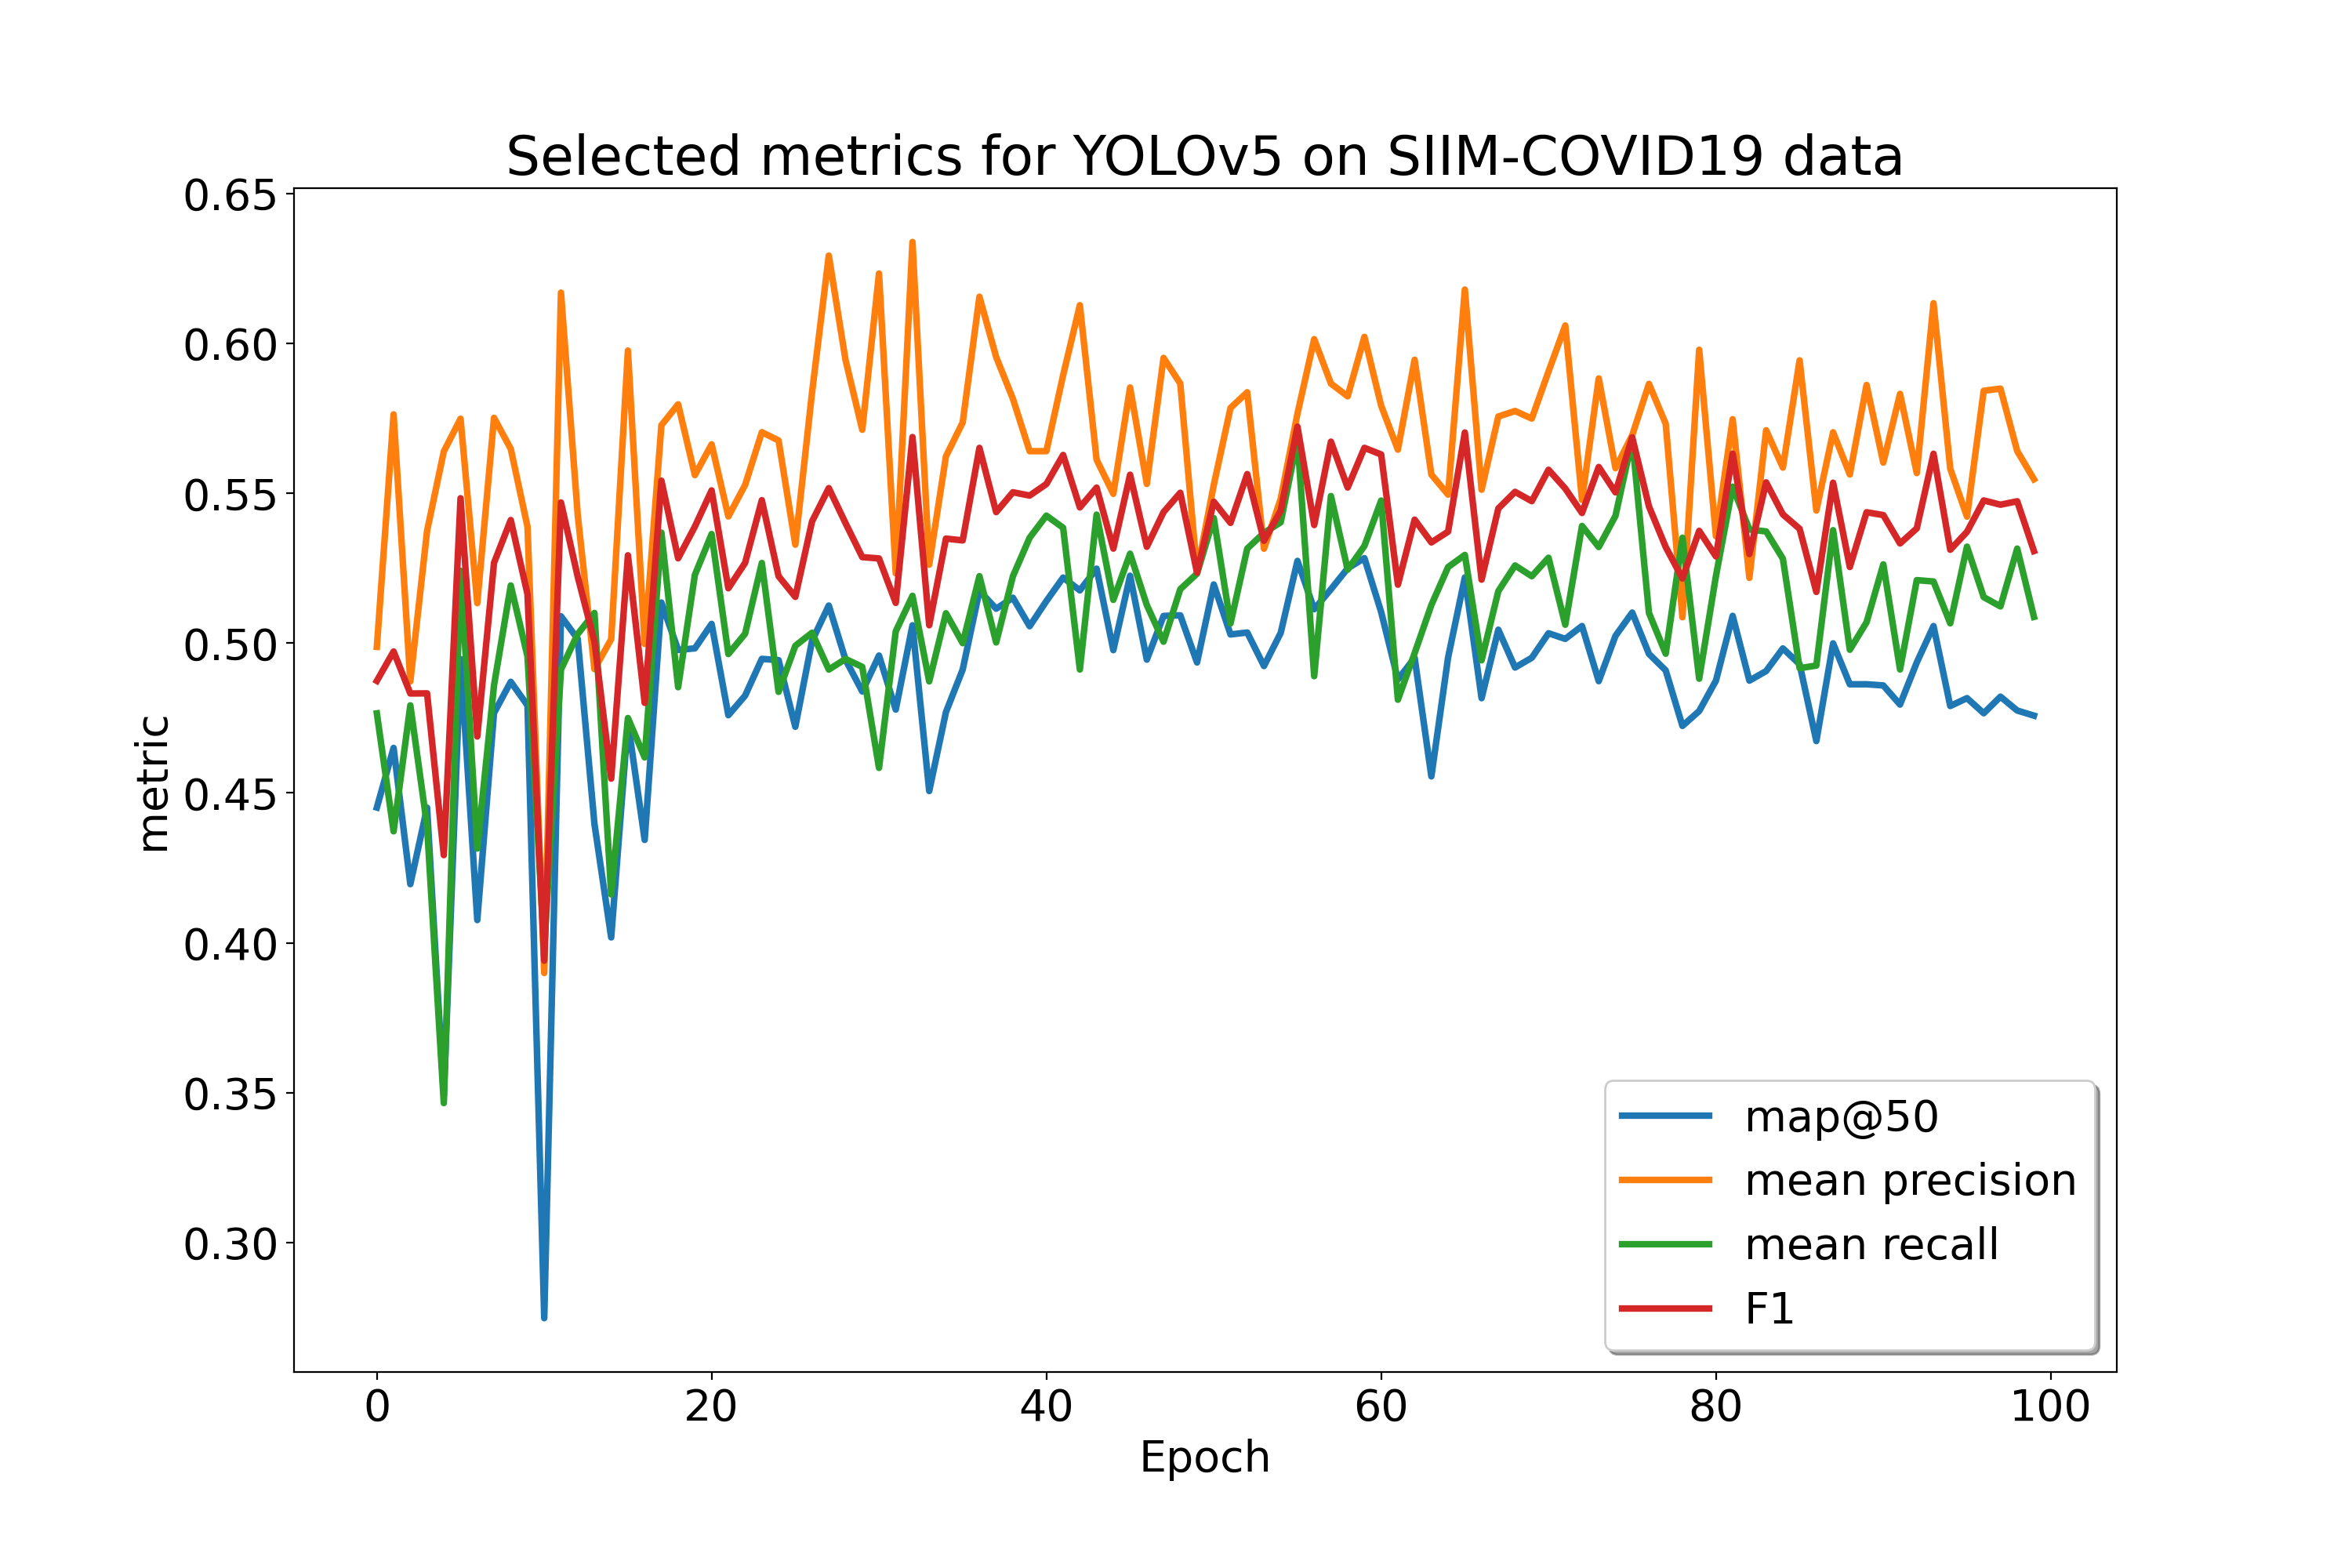 Selected metrics for YOLOv5 on SIIM-COVID19 data
0.65
0.60
0.55
0.50
0.45
0.40
0.35
0.30
metric
0 20 40 60 80 100
Epoch
map@50
mean precision
mean recall
F1